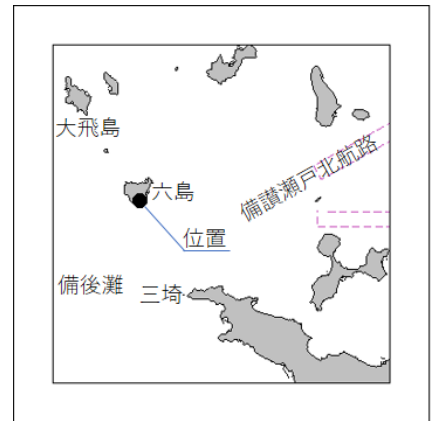 大飛島
六島
備讃瀬戸北航路
位置
備後灘
三埼